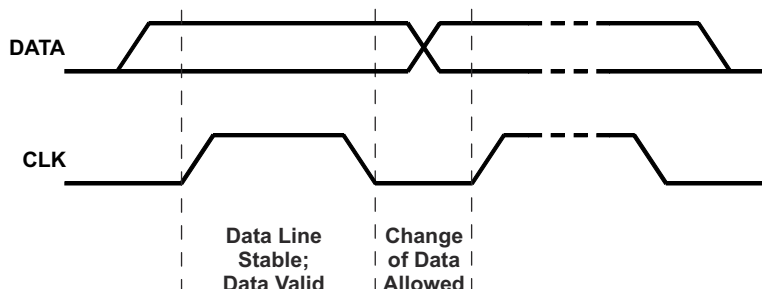 DATA
CLK
Data Line
Stable;
Data Valid
Change
of Data
Allowed